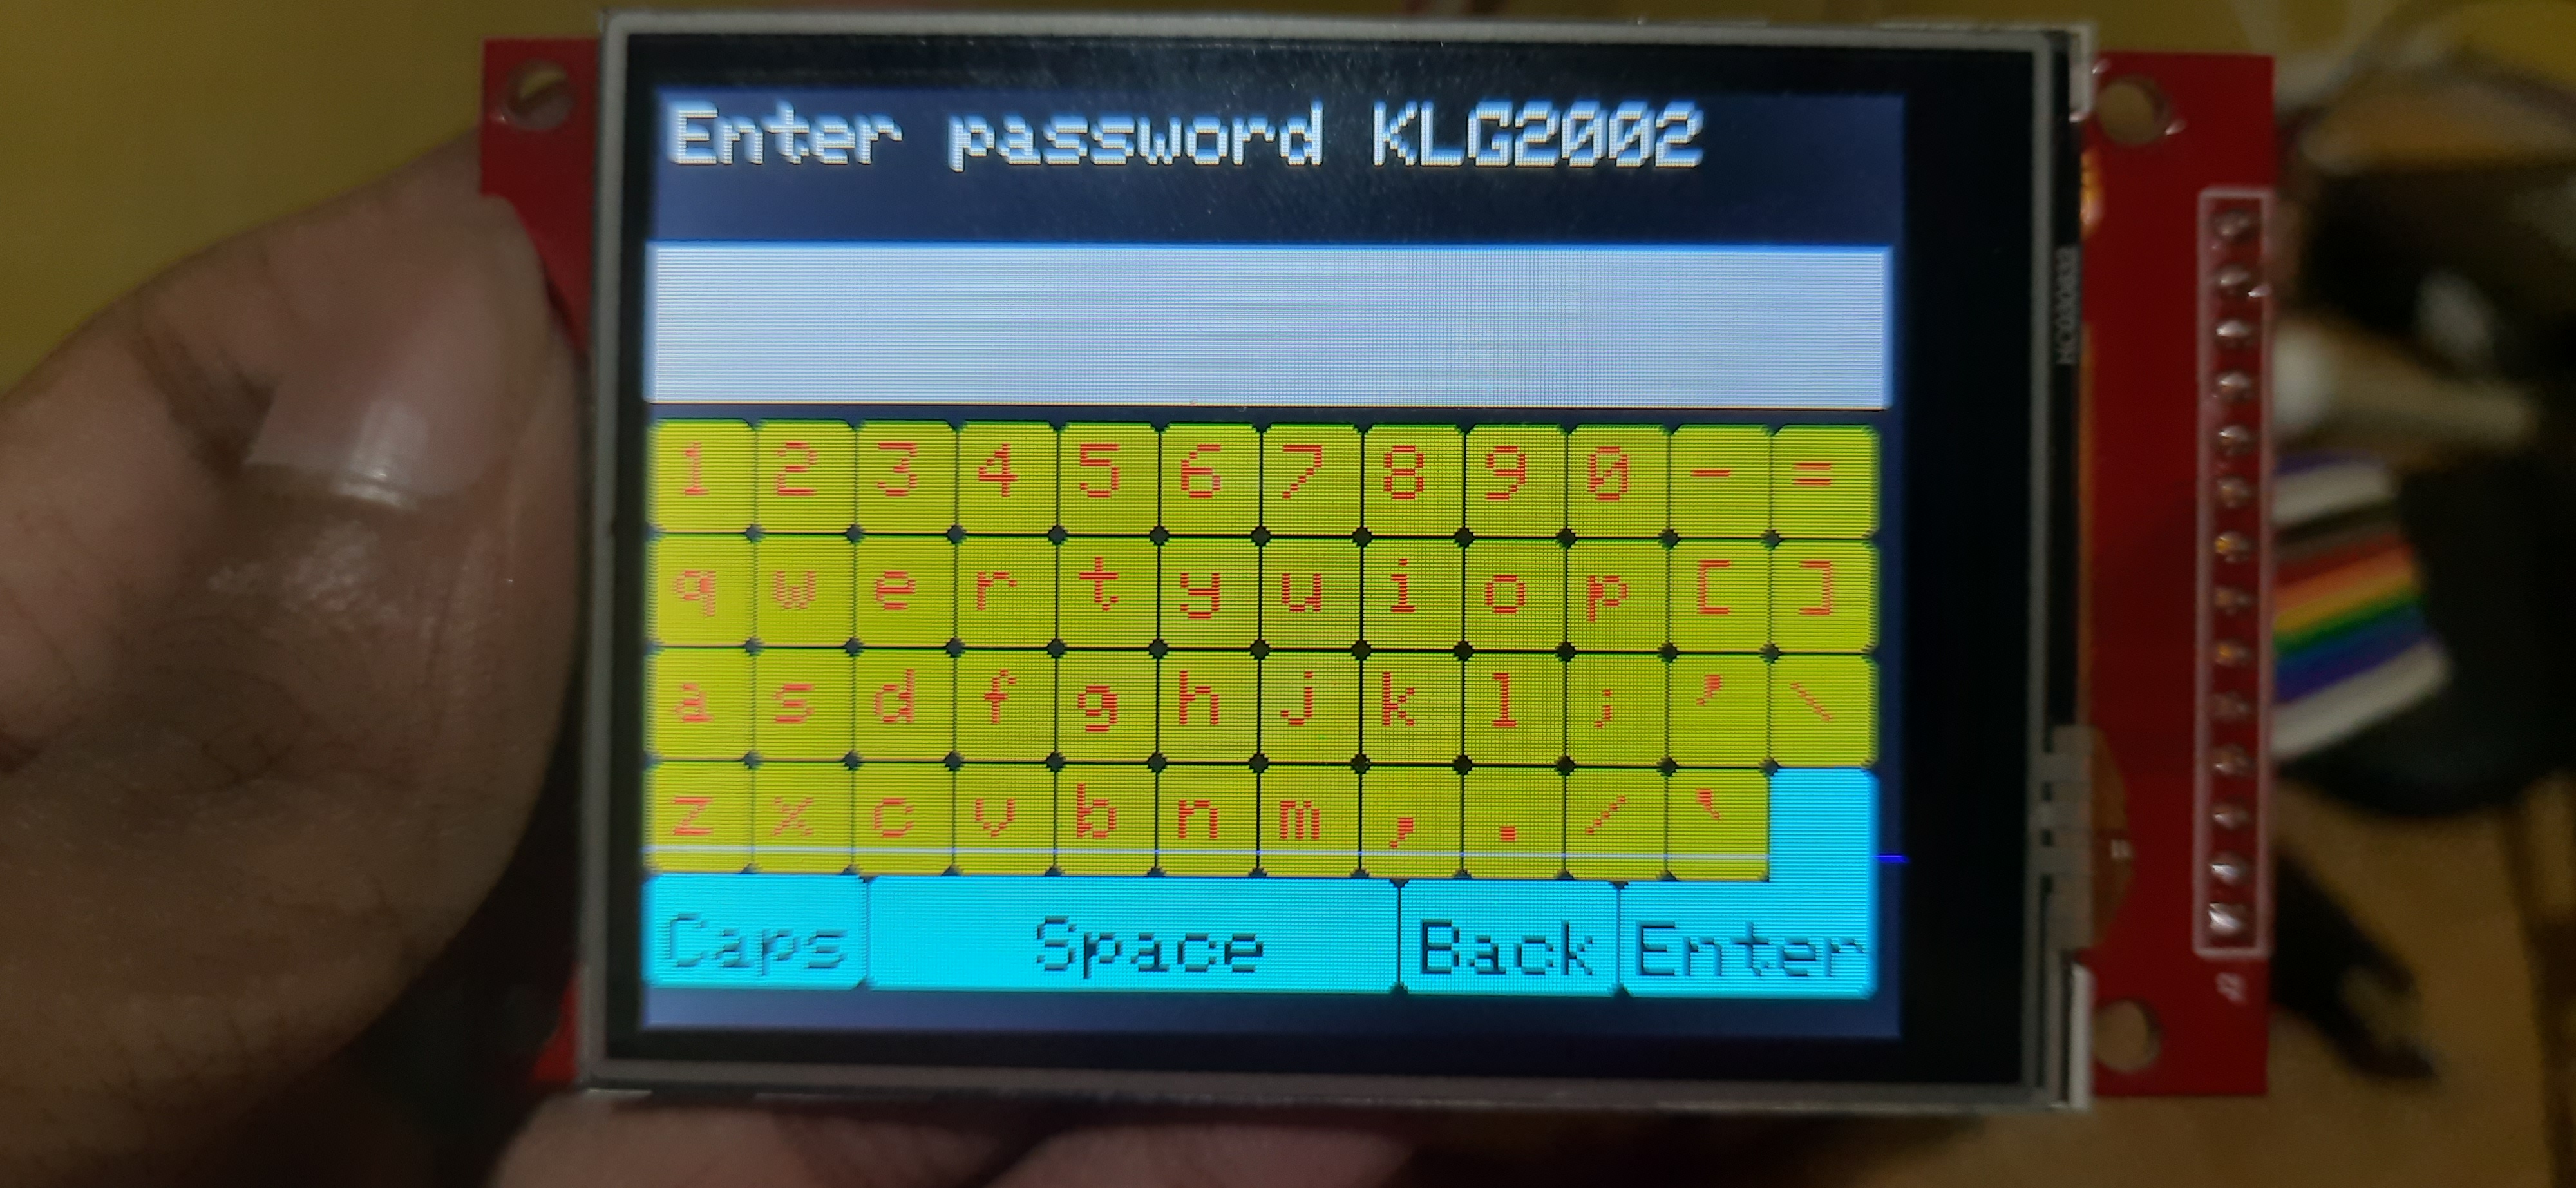 Enter password KLG2002
1 2 3 4 5 6 7 8 9 0 - =
q w e r t y u i o p [ ]
a s d f g h j k l ; ' \
z x c v b n m , . / `
Caps Space Back Enter